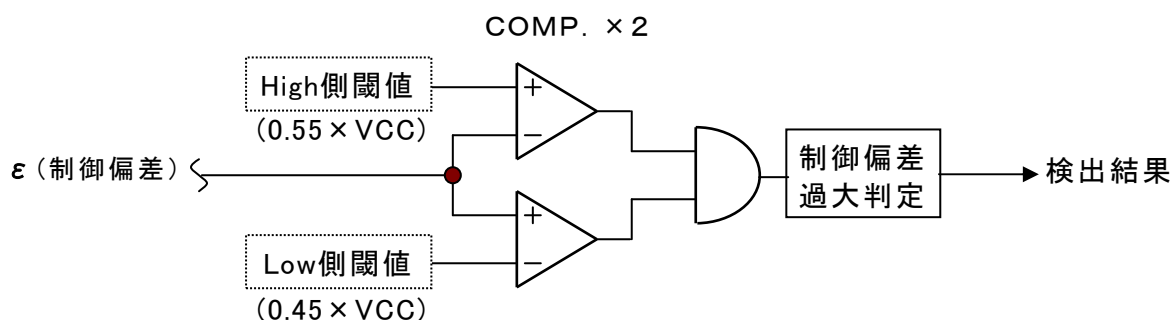 COMP. ×2
High側閾値
(0.55×VCC)
+
−
ε (制御偏差)
+
−
Low側閾値
(0.45×VCC)
制御偏差
過大判定
検出結果